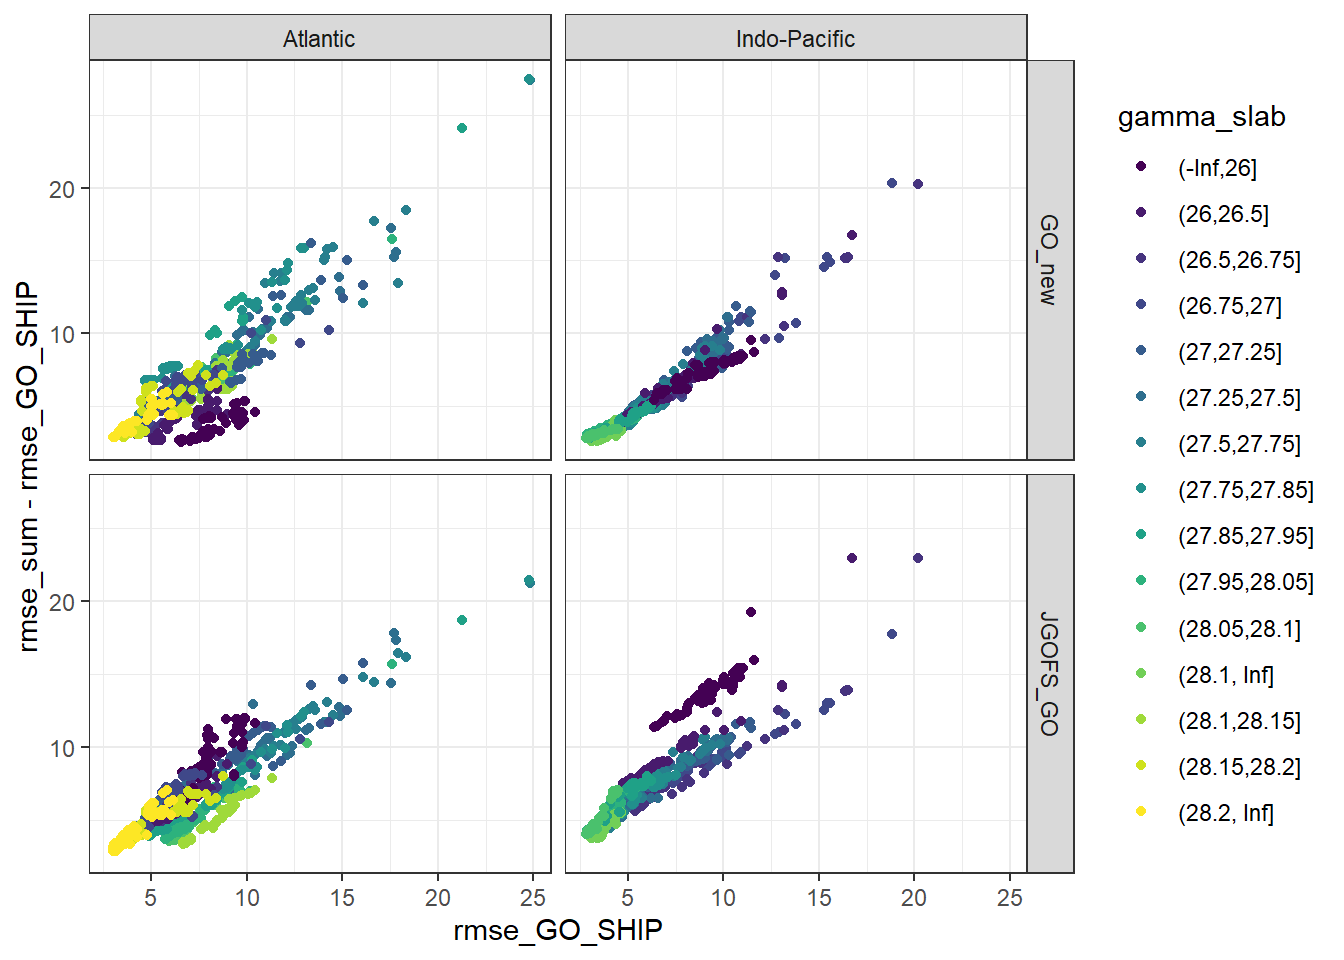 Atlantic
Indo-Pacific
GO_new
JGOFS_GO
rmse_sum - rmse_GO_SHIP
20
10
20
10
5
10
15
20
25
5
10
15
20
25
rmse_GO_SHIP
gamma_slab
(-Inf,26]
(26,26.5]
(26.5,26.75]
(26.75,27]
(27,27.25]
(27.25,27.5]
(27.5,27.75]
(27.75,27.85]
(27.85,27.95]
(27.95,28.05]
(28.05,28.1]
(28.1, Inf]
(28.1,28.15]
(28.15,28.2]
(28.2, Inf]